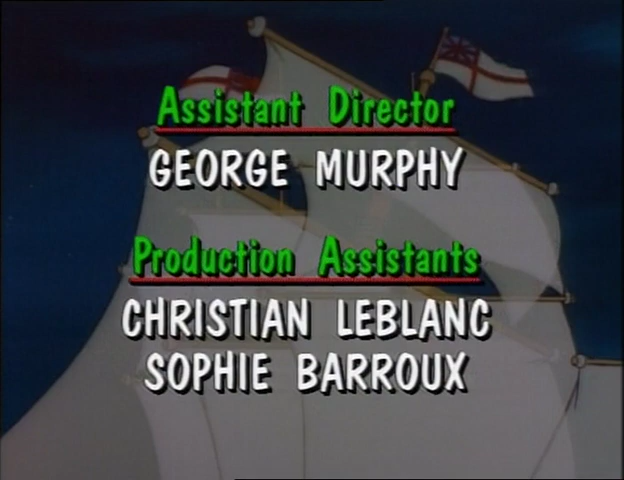 Assistant Director
GEORGE MURPHY
Production Assistants
CHRISTIAN LEBLANC
SOPHIE BARROUX